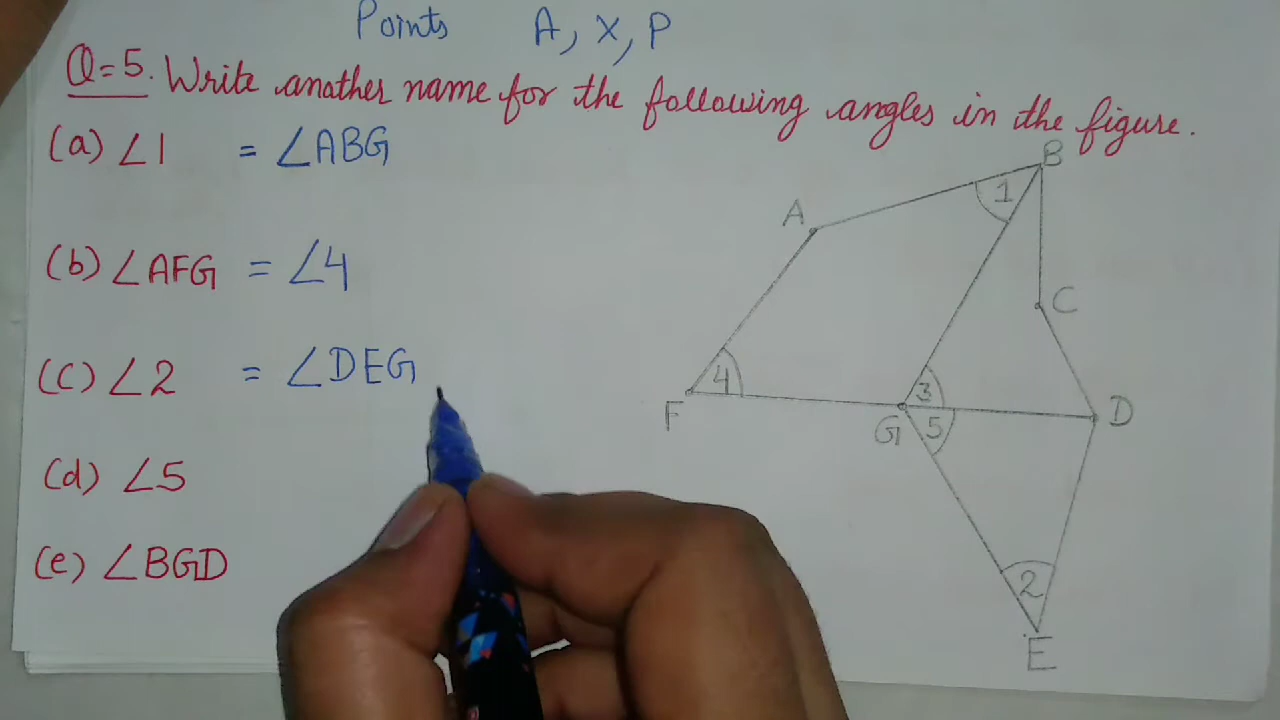 Points A, X, P
Q=5. Write another name for the following angles in the figure.
(a) ∠1 = ∠ABG
(b) ∠AFG = ∠4
(c) ∠2 = ∠DEG
(d) ∠5
(e) ∠BGD
B
1
A
C
4
3
F
G
5
D
2
E